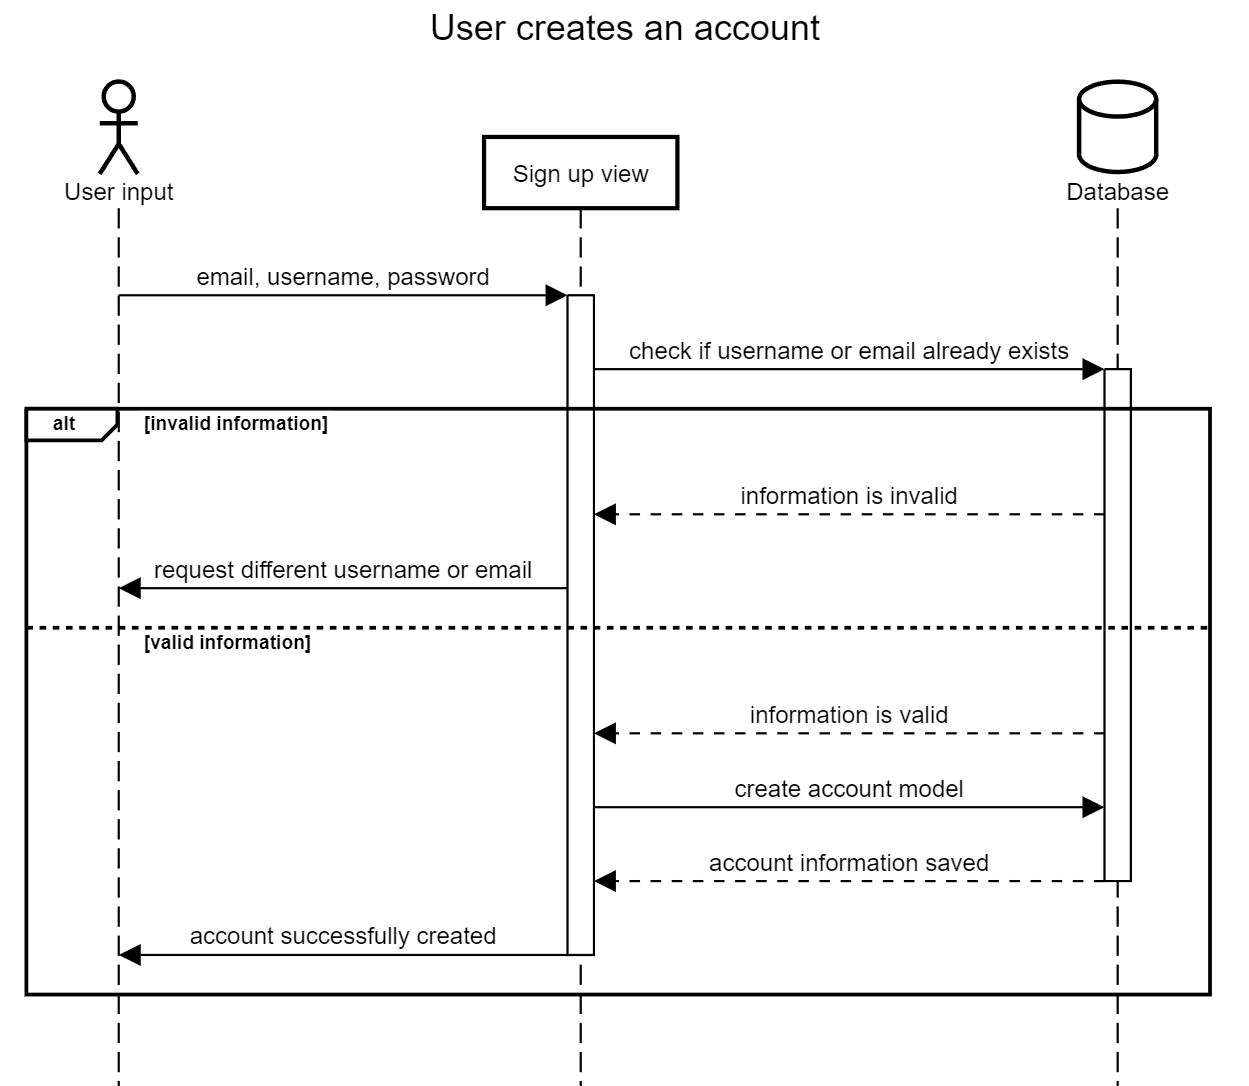 User creates an account
User input
Sign up view
Database
email, username, password
check if username or email already exists
alt
[invalid information]
information is invalid
request different username or email
[valid information]
information is valid
create account model
account information saved
account successfully created